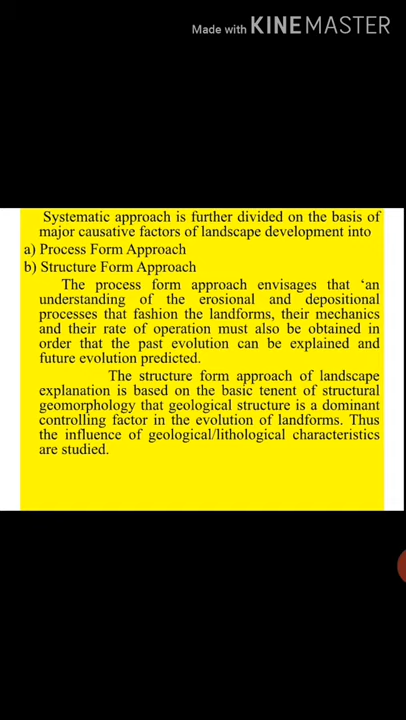 Made with KINEMASTER
Systematic approach is further divided on the basis of
major causative factors of landscape development into
a) Process Form Approach
b) Structure Form Approach
The process form approach envisages that ‘an
understanding of the erosional and depositional
processes that fashion the landforms, their mechanics
and their rate of operation must also be obtained in
order that the past evolution can be explained and
future evolution predicted.
The structure form approach of landscape
explanation is based on the basic tenent of structural
geomorphology that geological structure is a dominant
controlling factor in the evolution of landforms. Thus
the influence of geological/lithological characteristics
are studied.